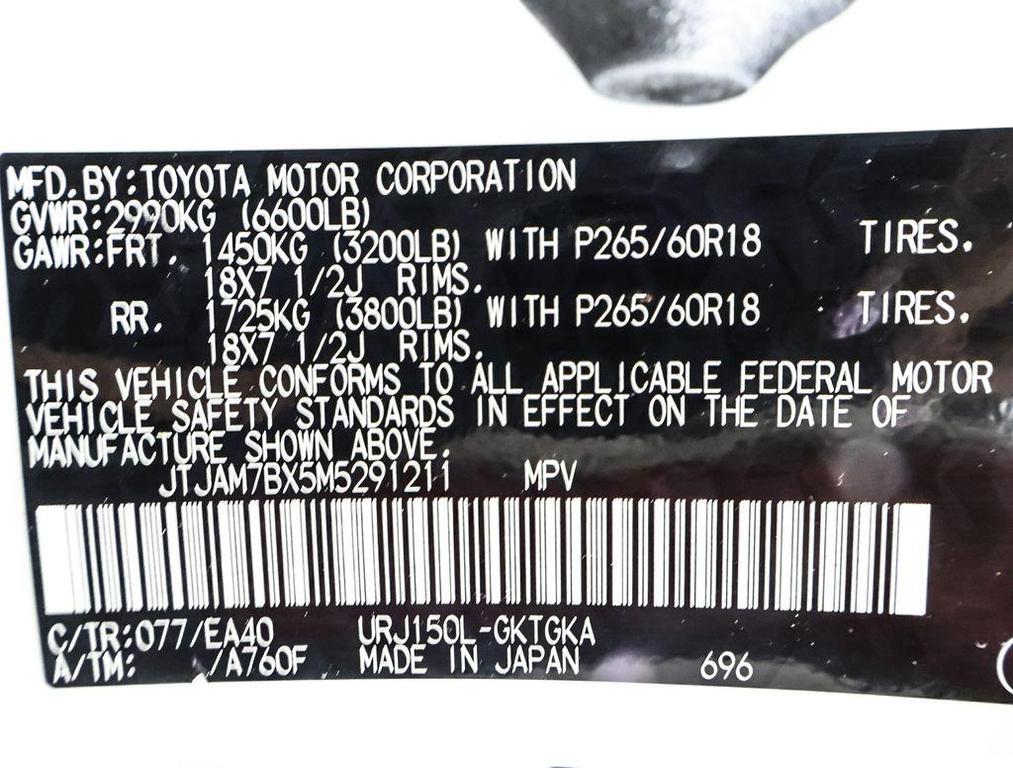 MFD. BY: TOYOTA MOTOR CORPORATION
GVWR: 2990KG (6600LB)
GAWR: FRT. 1450KG (3200LB) WITH P265/60R18 TIRES.
18X7 1/2J RIMS.
RR. 1725KG (3800LB) WITH P265/60R18 TIRES.
18X7 1/2J RIMS.
THIS VEHICLE CONFORMS TO ALL APPLICABLE FEDERAL MOTOR
VEHICLE SAFETY STANDARDS IN EFFECT ON THE DATE OF
MANUFACTURE SHOWN ABOVE.
JTJAM7BX5M5291211 MPV
C/TR: 077/EA40 URJ150L-GKTGKA
A/TM: /A760F MADE IN JAPAN 696